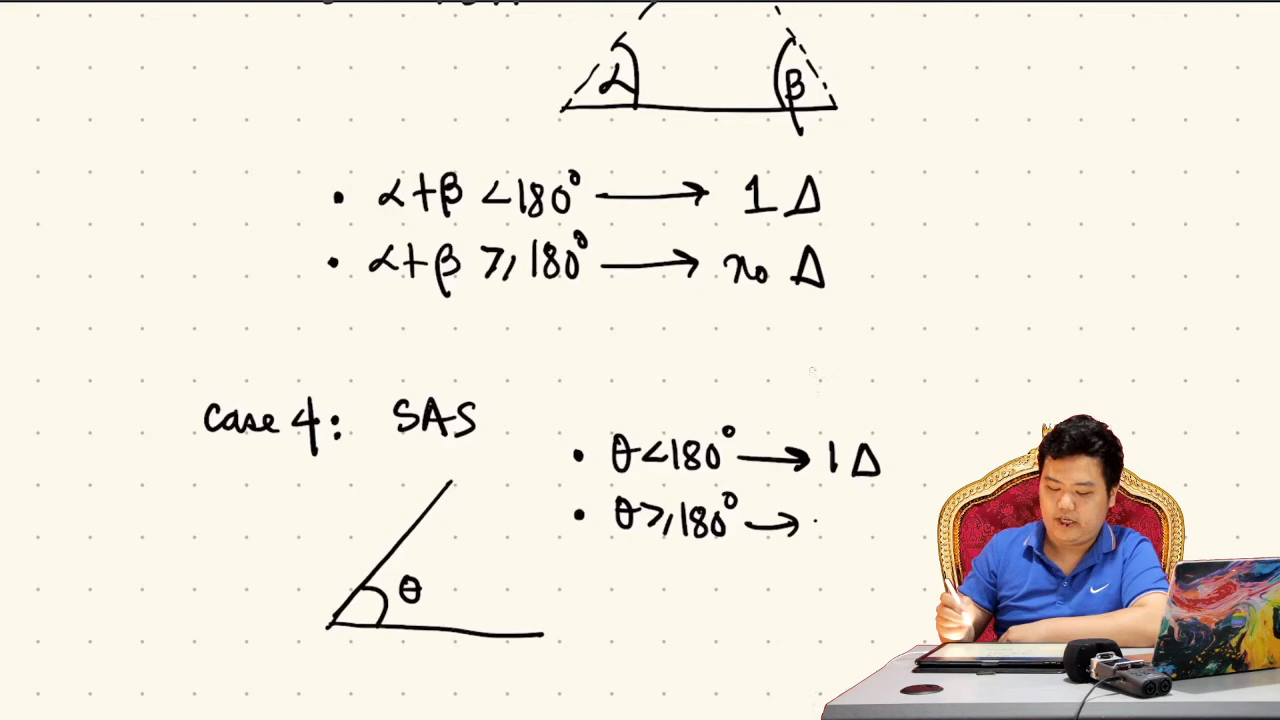 α
β
• α+β <180° ⟶ 1 Δ
• α+β ⩾ 180° ⟶ no Δ
Case 4: SAS
• θ<180° ⟶ 1 Δ
• θ⩾180° → ·
θ